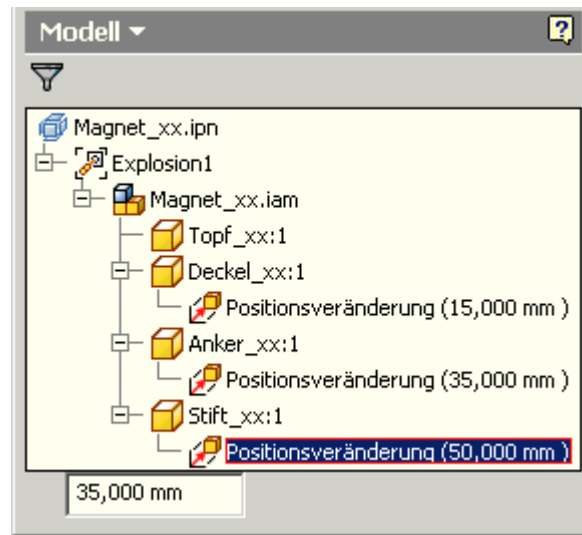 Modell
Magnet_xx.ipn
Explosion1
Magnet_xx.iam
Topf_xx:1
Deckel_xx:1
Positionsveränderung (15,000 mm )
Anker_xx:1
Positionsveränderung (35,000 mm )
Stift_xx:1
Positionsveränderung (50,000 mm )
35,000 mm